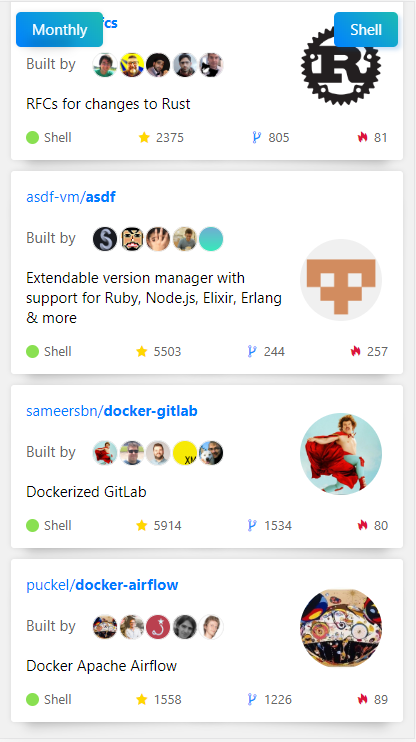 Monthly
fcs
Shell
Built by
RFCs for changes to Rust
Shell 2375 805 81
asdf-vm/asdf
Built by
Extendable version manager with
support for Ruby, Node.js, Elixir, Erlang
& more
Shell 5503 244 257
sameersbn/docker-gitlab
Built by
Dockerized GitLab
Shell 5914 1534 80
puckel/docker-airflow
Built by
Docker Apache Airflow
Shell 1558 1226 89